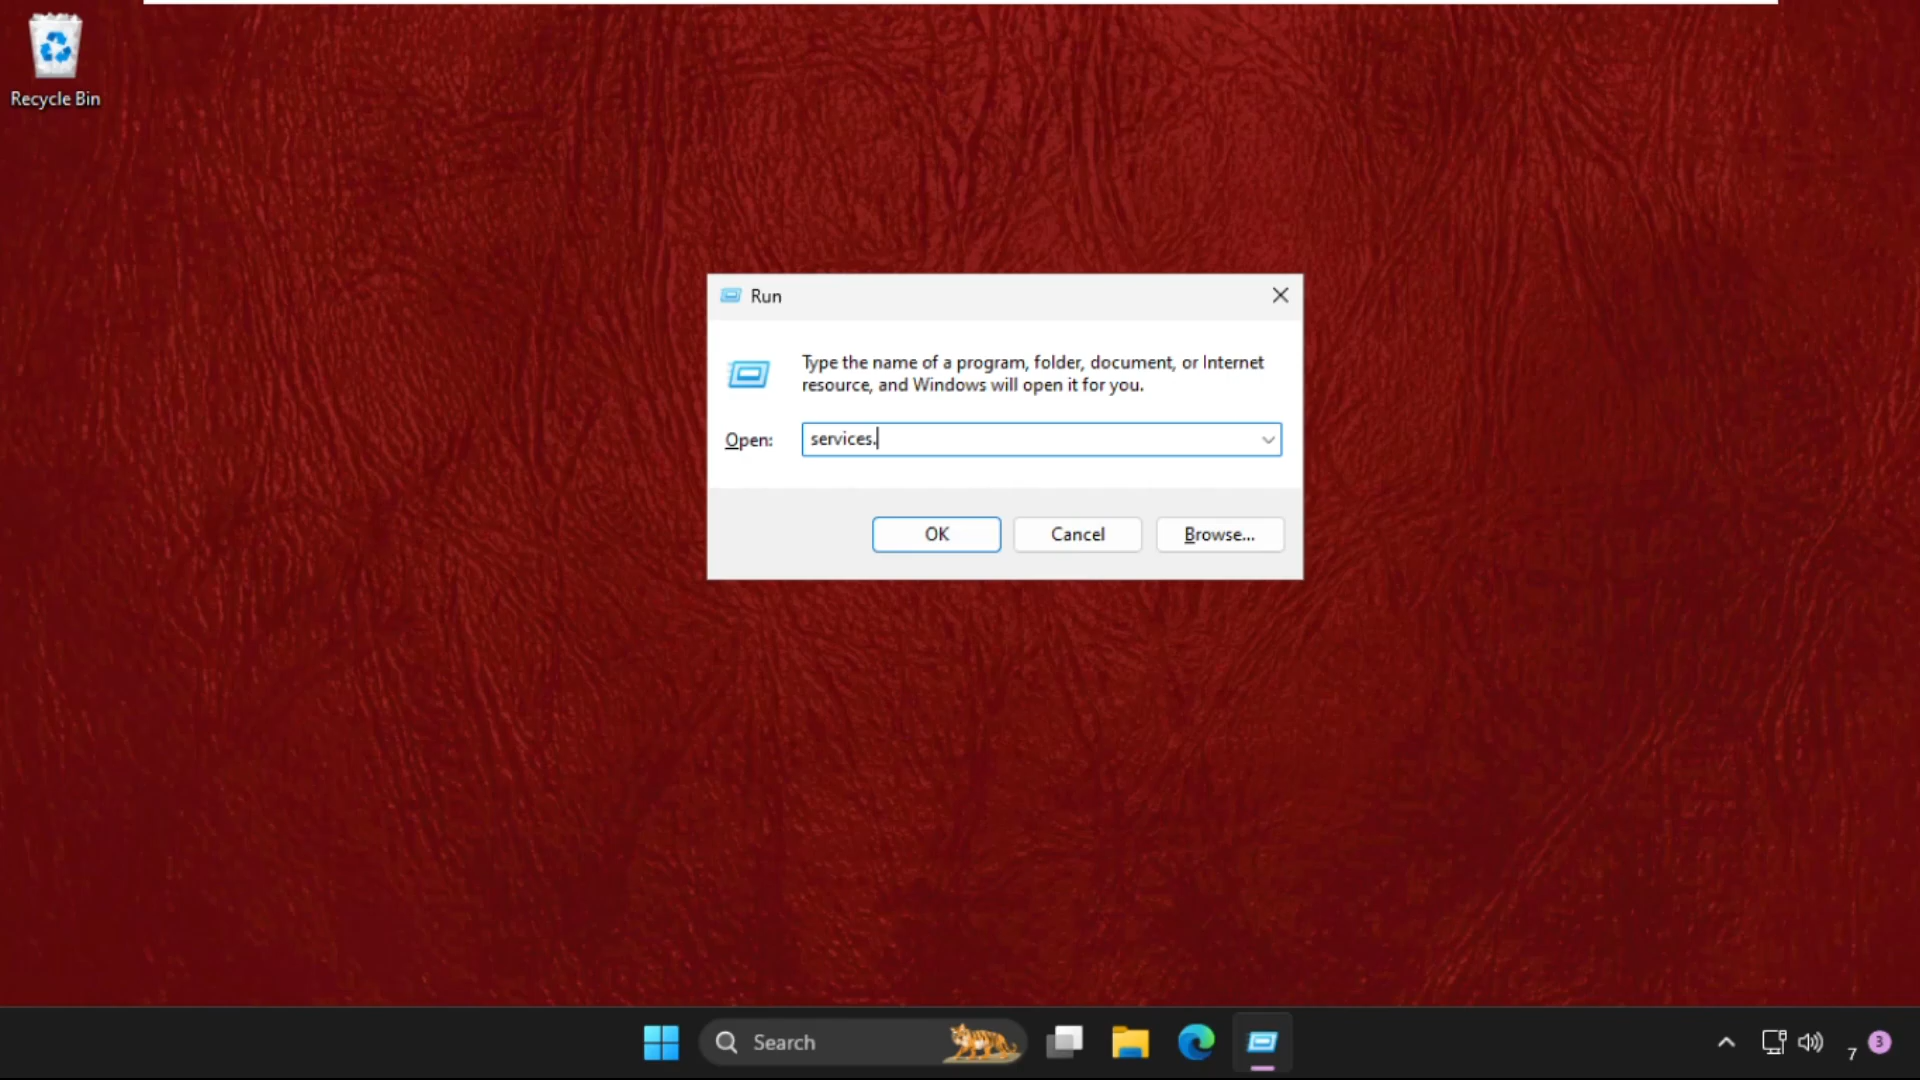 Recycle Bin
Run
Type the name of a program, folder, document, or Internet
resource, and Windows will open it for you.
Open:
services.
OK
Cancel
Browse...
Search
7
3